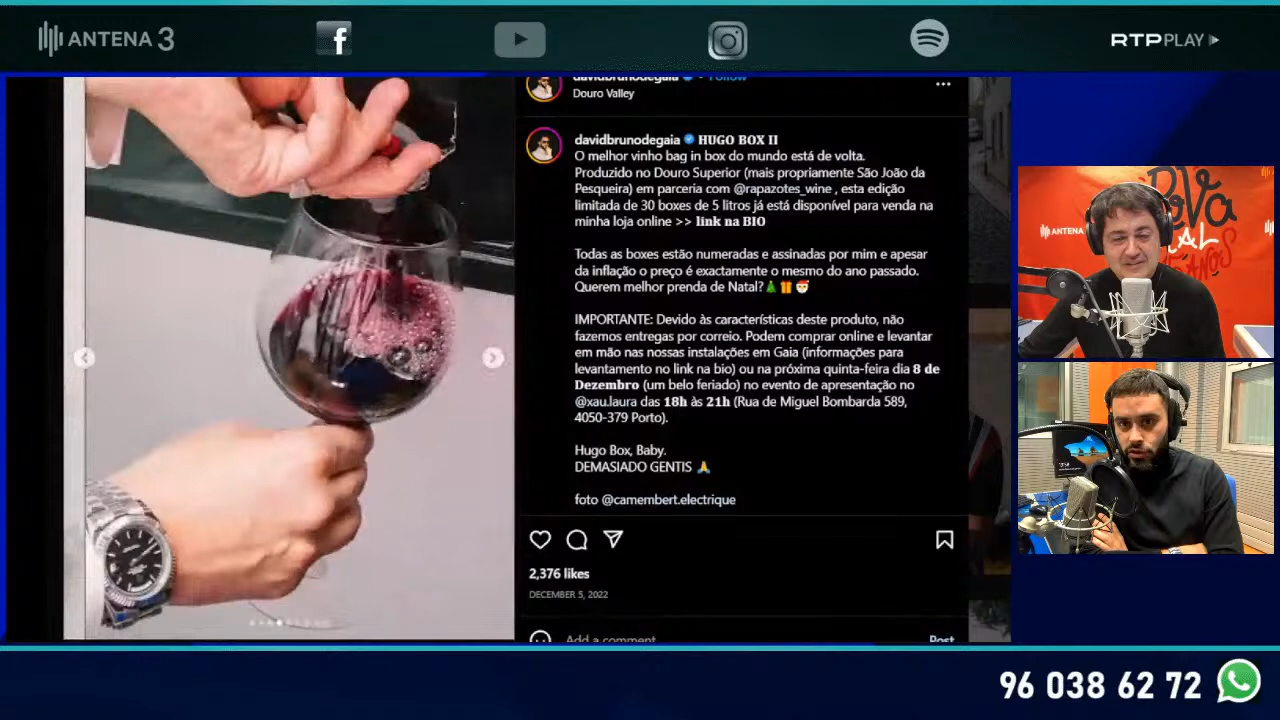 ANTENA 3
RTP PLAY
davidbrunodegaia Follow
Douro Valley
davidbrunodegaia HUGO BOX II
O melhor vinho bag in box do mundo está de volta.
Produzido no Douro Superior (mais propriamente São João da
Pesqueira) em parceria com @rapazotes_wine , esta edição
limitada de 30 boxes de 5 litros já está disponível para venda na
minha loja online >> link na BIO
Todas as boxes estão numeradas e assinadas por mim e apesar
da inflação o preço é exactamente o mesmo do ano passado.
Querem melhor prenda de Natal?🎄🎁🎅
IMPORTANTE: Devido às características deste produto, não
fazemos entregas por correio. Podem comprar online e levantar
em mão nas nossas instalações em Gaia (informações para
levantamento no link na bio) ou na próxima quinta-feira dia 8 de
Dezembro (um belo feriado) no evento de apresentação no
@xau.laura das 18h às 21h (Rua de Miguel Bombarda 589,
4050-379 Porto).
Hugo Box, Baby.
DEMASIADO GENTIS 🙏
foto @camembert.electrique
2,376 likes
DECEMBER 5, 2022
Add a comment
Post
ANTENA
96 038 62 72